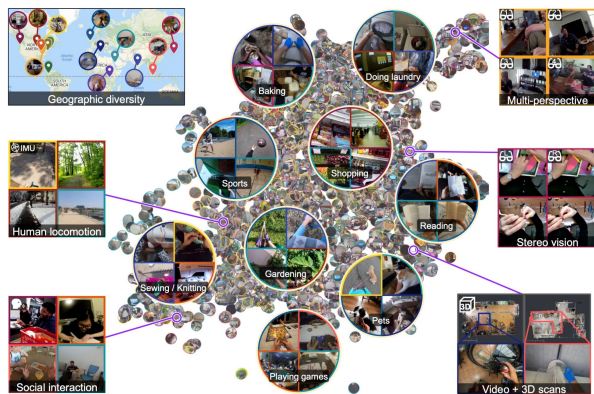 Geographic diversity
Baking
Doing laundry
Multi-perspective
Sports
Shopping
IMU
Human locomotion
Reading
Stereo vision
Gardening
Sewing / Knitting
Pets
Social interaction
Playing games
3D
Video + 3D scans